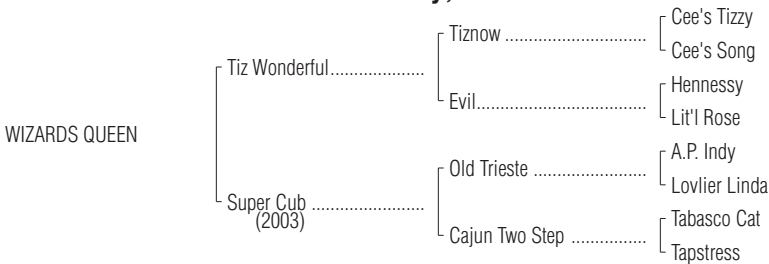 Cee's Tizzy
Tiznow
Cee's Song
Tiz Wonderful
Hennessy
Evil
Lit'l Rose
WIZARDS QUEEN
A.P. Indy
Old Trieste
Lovlier Linda
Super Cub
(2003)
Tabasco Cat
Cajun Two Step
Tapstress